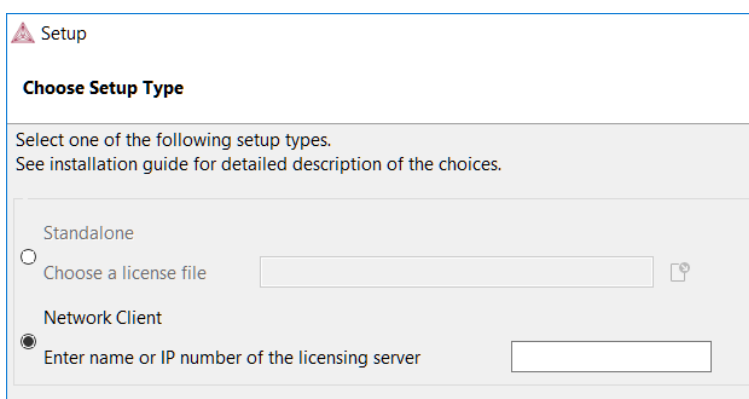 Setup
Choose Setup Type
Select one of the following setup types.
See installation guide for detailed description of the choices.
Standalone
Choose a license file
Network Client
Enter name or IP number of the licensing server